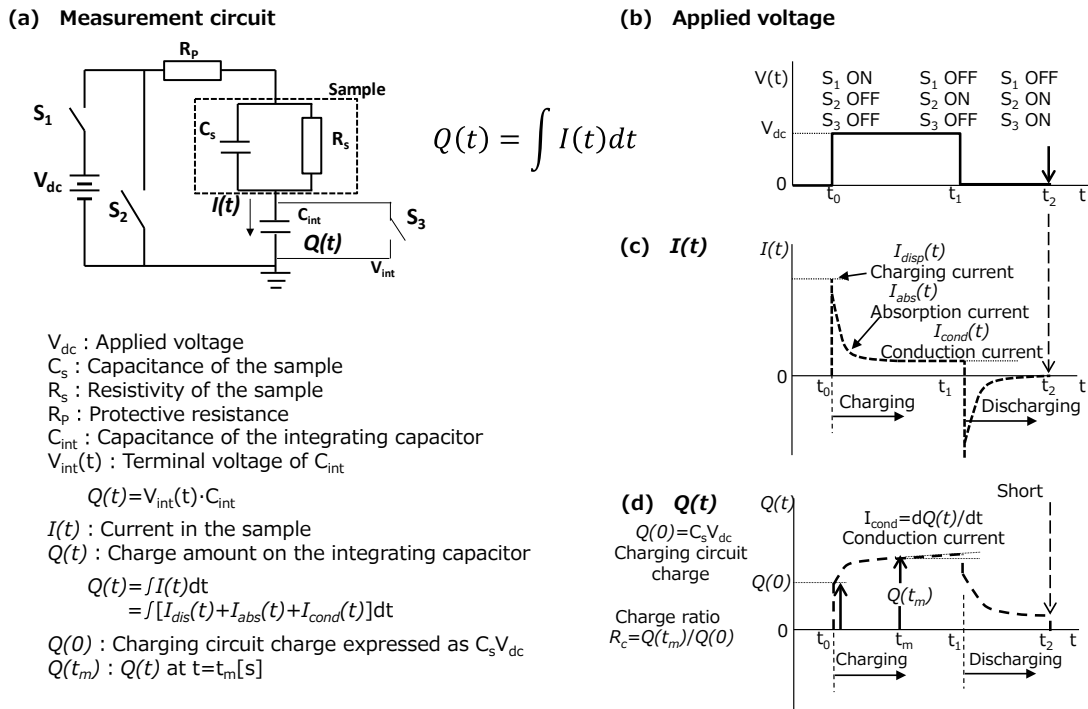 (a) Measurement circuit
R_P
Sample
S_1
C_s
R_s
V_dc
S_2
I(t)
C_int
S_3
Q(t)
V_int
Q(t) = ∫ I(t)dt
V_dc : Applied voltage
C_s : Capacitance of the sample
R_s : Resistivity of the sample
R_P : Protective resistance
C_int : Capacitance of the integrating capacitor
V_int(t) : Terminal voltage of C_int
Q(t)=V_int(t)·C_int
I(t) : Current in the sample
Q(t) : Charge amount on the integrating capacitor
Q(t)=∫I(t)dt
=∫[I_dis(t)+I_abs(t)+I_cond(t)]dt
Q(0) : Charging circuit charge expressed as C_sV_dc
Q(t_m) : Q(t) at t=t_m[s]
(b) Applied voltage
V(t)
S_1 ON S_1 OFF S_1 OFF
S_2 OFF S_2 ON S_2 ON
S_3 OFF S_3 OFF S_3 ON
V_dc
0
t_0 t_1 t_2 t
(c) I(t)
I(t)
I_disp(t)
Charging current
I_abs(t)
Absorption current
I_cond(t)
Conduction current
0
t_0 t_1 t_2 t
Charging
Discharging
(d) Q(t)
Q(t)
Short
Q(0)=C_sV_dc
Charging circuit
charge
I_cond=dQ(t)/dt
Conduction current
Q(0)
Q(t_m)
Charge ratio
R_c=Q(t_m)/Q(0)
0
t_0 t_m t_1 t_2 t
Charging
Discharging